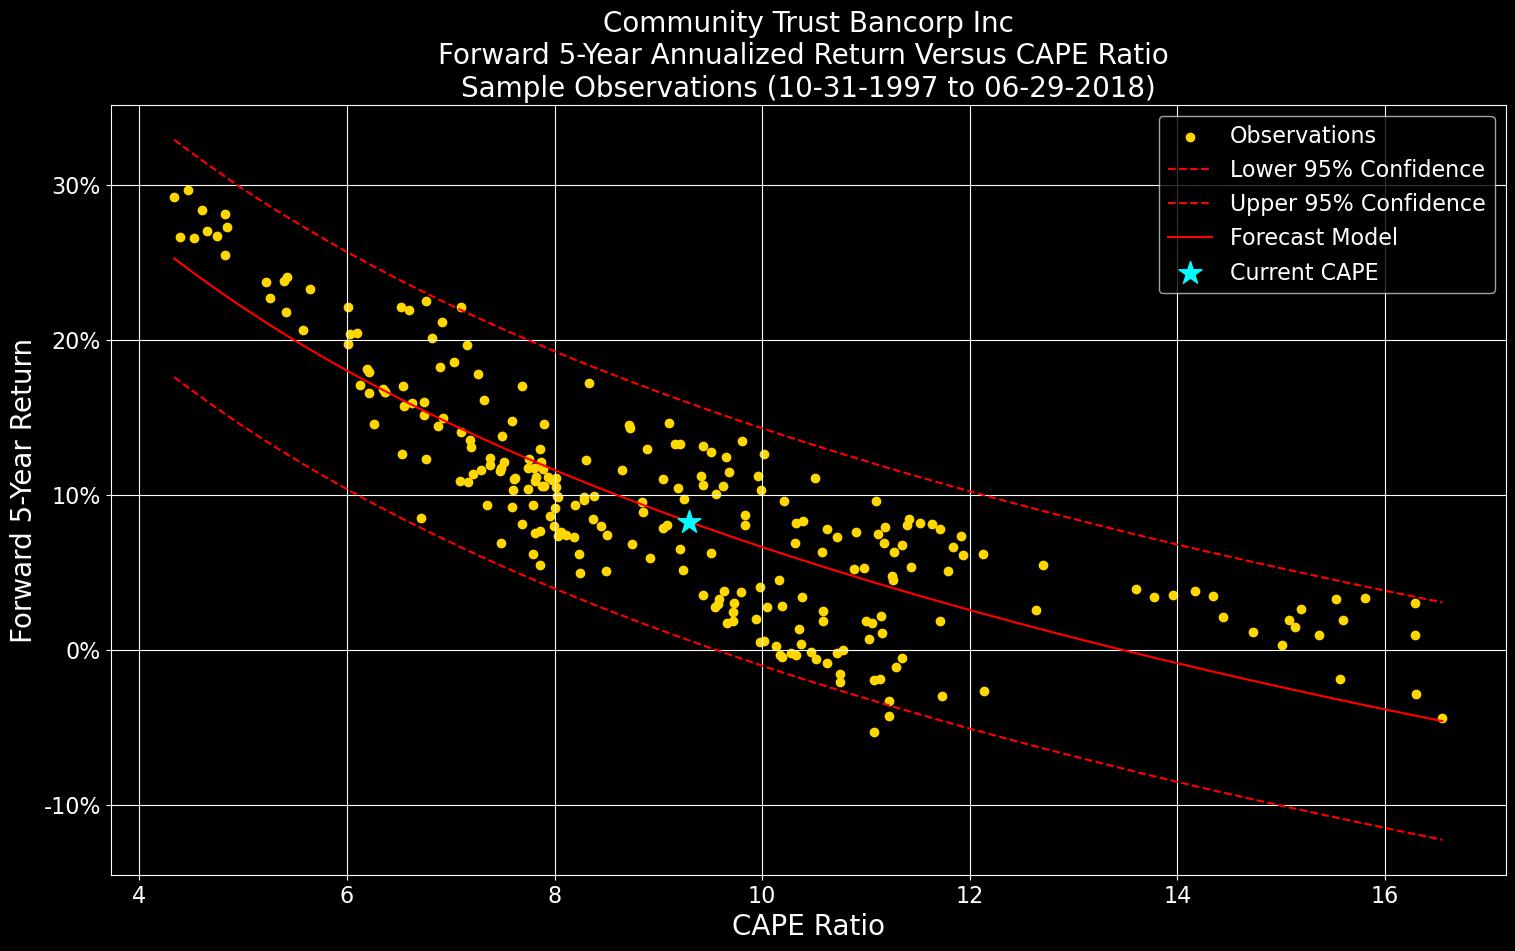 Community Trust Bancorp Inc
Forward 5-Year Annualized Return Versus CAPE Ratio
Sample Observations (10-31-1997 to 06-29-2018)
Observations
Lower 95% Confidence
Upper 95% Confidence
Forecast Model
Current CAPE
Forward 5-Year Return
30%
20%
10%
0%
-10%
4 6 8 10 12 14 16
CAPE Ratio